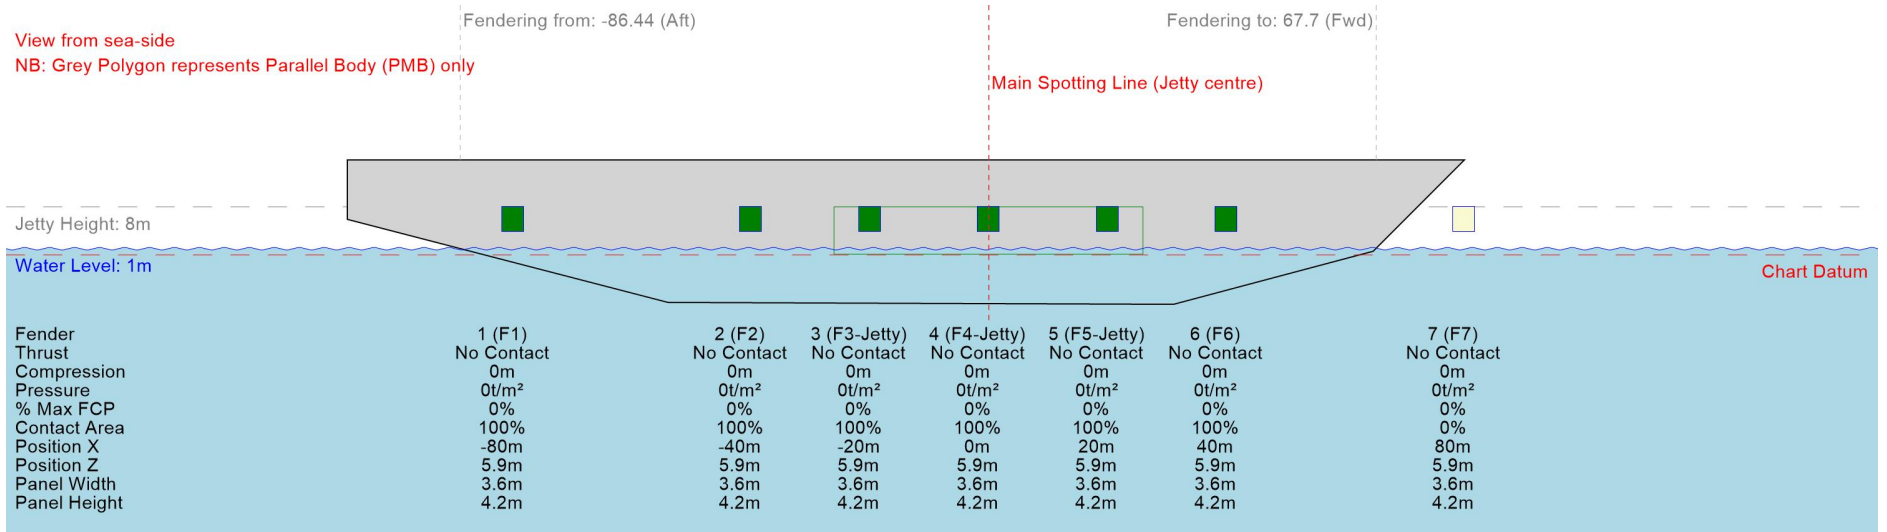 Fendering from: -86.44 (Aft)
Fendering to: 67.7 (Fwd)
View from sea-side
NB: Grey Polygon represents Parallel Body (PMB) only
Main Spotting Line (Jetty centre)
Jetty Height: 8m
Water Level: 1m
Chart Datum
Fender 1 (F1) 2 (F2) 3 (F3-Jetty) 4 (F4-Jetty) 5 (F5-Jetty) 6 (F6) 7 (F7)
Thrust No Contact No Contact No Contact No Contact No Contact No Contact No Contact
Compression 0m 0m 0m 0m 0m 0m 0m
Pressure 0t/m² 0t/m² 0t/m² 0t/m² 0t/m² 0t/m² 0t/m²
% Max FCP 0% 0% 0% 0% 0% 0% 0%
Contact Area 100% 100% 100% 100% 100% 100% 0%
Position X -80m -40m -20m 0m 20m 40m 80m
Position Z 5.9m 5.9m 5.9m 5.9m 5.9m 5.9m 5.9m
Panel Width 3.6m 3.6m 3.6m 3.6m 3.6m 3.6m 3.6m
Panel Height 4.2m 4.2m 4.2m 4.2m 4.2m 4.2m 4.2m